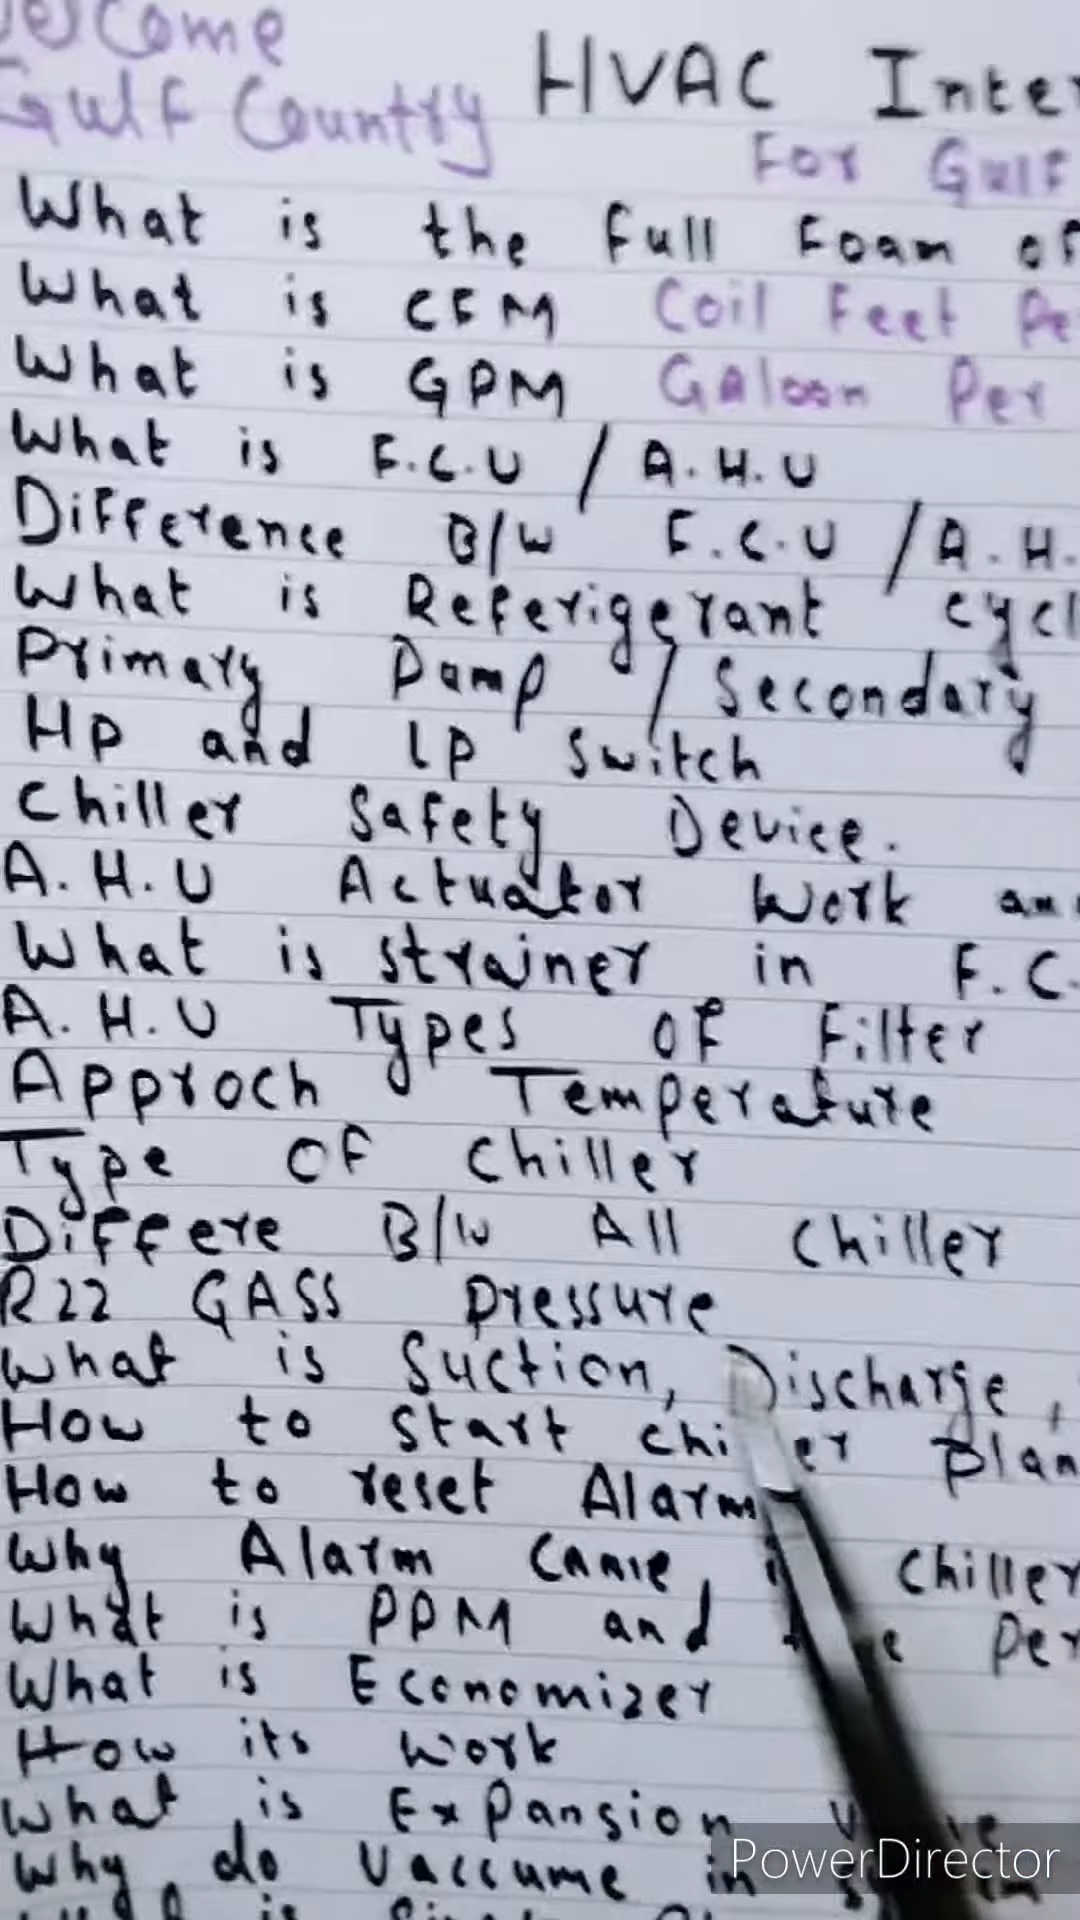 Welcome
Gulf Country
HVAC Inter
For Gulf
What is the Full Foam of
What is CFM Coil Feet Pe
What is GPM Galoon Per
What is F.C.U / A.H.U
Difference B/w F.C.U / A.H.
What is Referigerant cycl
Primary Pamp / Secondary
HP and LP Switch
Chiller Safety Device.
A.H.U Actuator Work an
What is strainer in F.C.
A.H.U Types OF Filter
Approch Temperature
Type OF Chiller
Differe B/w All Chiller
R22 GASS Pressure
What is Suction, Discharge,
How to start chi er plan
How to reset Alarm
Why Alarm Came, i Chiller
What is PPM and Per
What is Economizer
How its Work
What is Expansion
Why do Vaccume in
PowerDirector